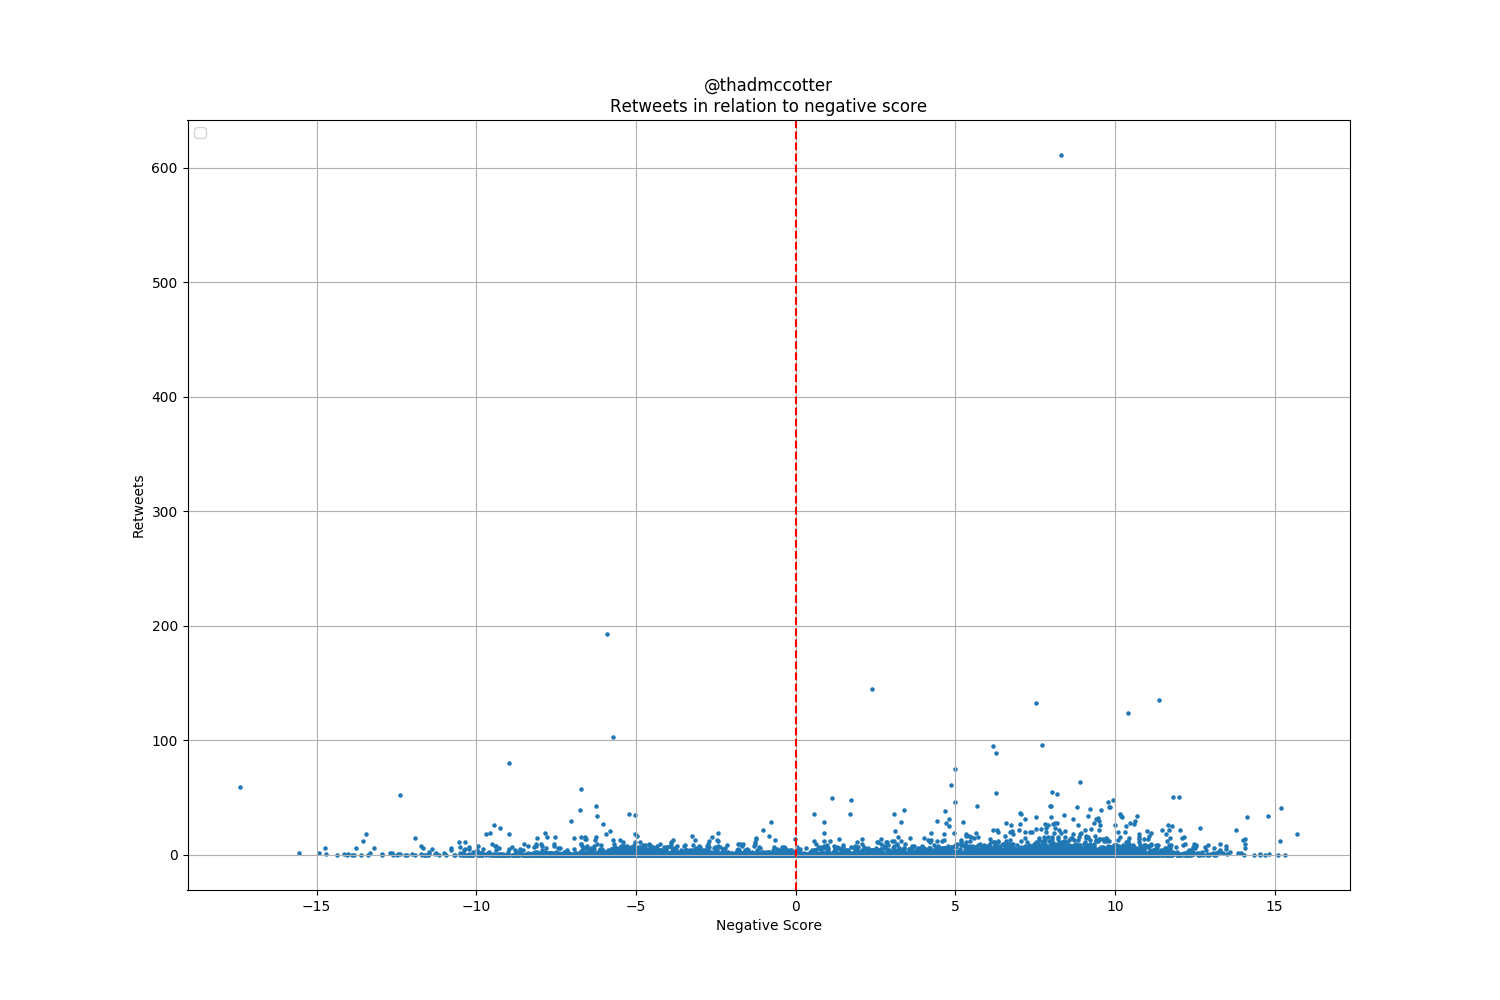 @thadmccotter
Retweets in relation to negative score
600
500
400
300
200
100
0
Retweets
−15 −10 −5 0 5 10 15
Negative Score